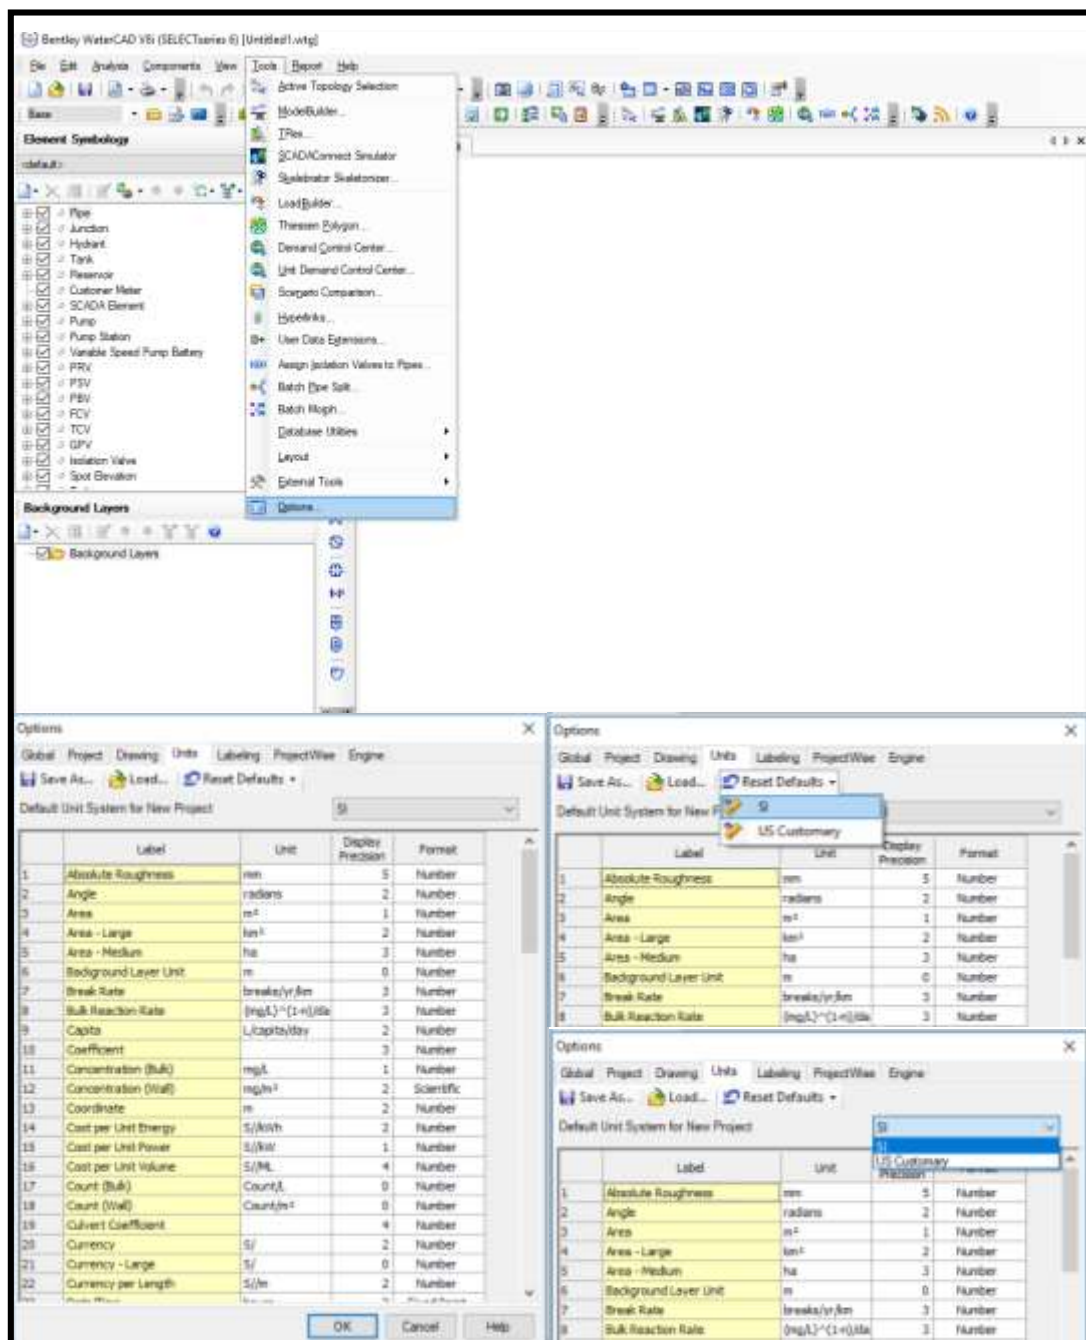 Bentley WaterCAD V8i (SELECTseries 6) [Untitled1.wtg]
File Edit Analysis Components View Tools Report Help
Base
Element Symbology
<default>
Pipe
Junction
Hydrant
Tank
Reservoir
Customer Meter
SCADA Element
Pump
Pump Station
Variable Speed Pump Battery
PRV
PSV
PBV
FCV
TCV
GPV
Isolation Valve
Spot Elevation
Active Topology Selection
ModelBuilder...
TRex...
SCADAConnect Simulator
Skelebrator Skeletonizer...
LoadBuilder...
Thiessen Polygon...
Demand Control Center...
Unit Demand Control Center...
Scenario Comparison...
Hyperlinks...
User Data Extensions...
Assign Isolation Valves to Pipes...
Batch Pipe Split...
Batch Morph...
Database Utilities
Layout
External Tools
Options...
Background Layers
Background Layers
Options
Global Project Drawing Units Labeling ProjectWise Engine
Save As... Load... Reset Defaults
Default Unit System for New Project SI
Label Unit Display Precision Format
1 Absolute Roughness mm 5 Number
2 Angle radians 2 Number
3 Area m² 1 Number
4 Area - Large km² 2 Number
5 Area - Medium ha 3 Number
6 Background Layer Unit m 0 Number
7 Break Rate breaks/yr/km 3 Number
8 Bulk Reaction Rate (mg/L)^(1-n)/da 3 Number
9 Capita L/capita/day 2 Number
10 Coefficient 3 Number
11 Concentration (Bulk) mg/L 1 Number
12 Concentration (Wall) mg/m² 2 Scientific
13 Coordinate m 2 Number
14 Cost per Unit Energy S//kWh 2 Number
15 Cost per Unit Power S//kW 1 Number
16 Cost per Unit Volume S//ML 4 Number
17 Count (Bulk) Count/L 0 Number
18 Count (Wall) Count/m² 0 Number
19 Culvert Coefficient 4 Number
20 Currency S/ 2 Number
21 Currency - Large S/ 0 Number
22 Currency per Length S//m 2 Number
OK Cancel Help
Options
Global Project Drawing Units Labeling ProjectWise Engine
Save As... Load... Reset Defaults
Default Unit System for New P
SI
US Customary
Label Unit Display Precision Format
1 Absolute Roughness mm 5 Number
2 Angle radians 2 Number
3 Area m² 1 Number
4 Area - Large km² 2 Number
5 Area - Medium ha 3 Number
6 Background Layer Unit m 0 Number
7 Break Rate breaks/yr/km 3 Number
8 Bulk Reaction Rate (mg/L)^(1-n)/da 3 Number
Options
Global Project Drawing Units Labeling ProjectWise Engine
Save As... Load... Reset Defaults
Default Unit System for New Project SI
SI
US Customary
Label Unit Precision Format
1 Absolute Roughness mm 5 Number
2 Angle radians 2 Number
3 Area m² 1 Number
4 Area - Large km² 2 Number
5 Area - Medium ha 3 Number
6 Background Layer Unit m 0 Number
7 Break Rate breaks/yr/km 3 Number
8 Bulk Reaction Rate (mg/L)^(1-n)/da 3 Number